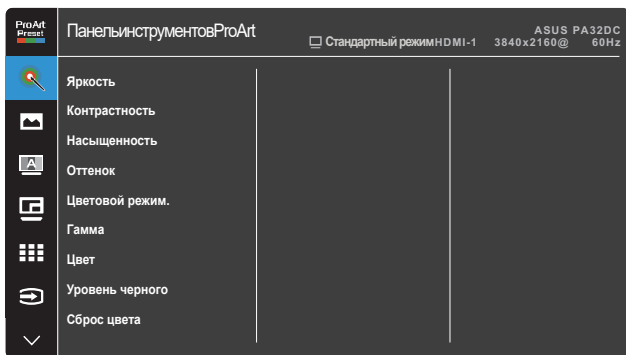 ProArt
Preset
ПанельинструментовProArt
Стандартный режимHDMI-1
ASUS PA32DC
3840x2160@ 60Hz
A
Яркость
Контрастность
Насыщенность
Оттенок
Цветовой режим.
Гамма
Цвет
Уровень черного
Сброс цвета